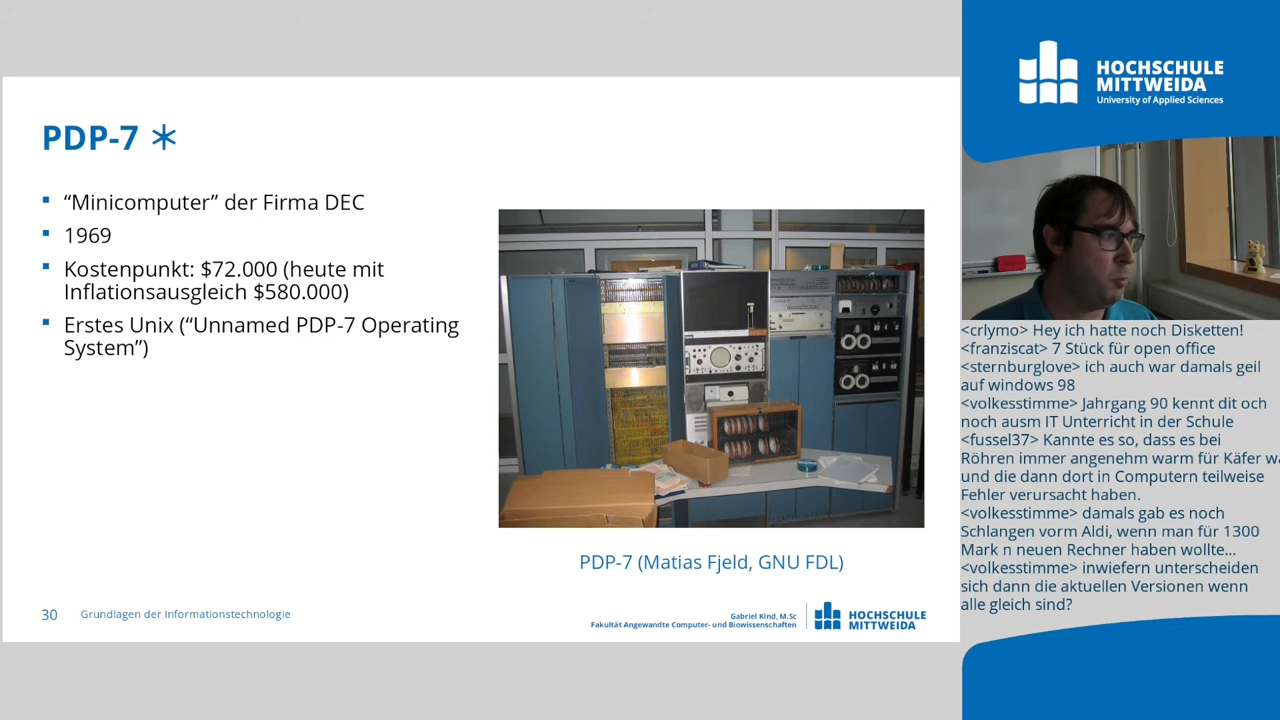 PDP-7 ＊
“Minicomputer” der Firma DEC
1969
Kostenpunkt: $72.000 (heute mit
Inflationsausgleich $580.000)
Erstes Unix (“Unnamed PDP-7 Operating
System”)
PDP-7 (Matias Fjeld, GNU FDL)
30 Grundlagen der Informationstechnologie
Gabriel Kind, M.Sc
Fakultät Angewandte Computer- und Biowissenschaften
HOCHSCHULE
MITTWEIDA
HOCHSCHULE
MITTWEIDA
University of Applied Sciences
<crlymo> Hey ich hatte noch Disketten!
<franziscat> 7 Stück für open office
<sternburglove> ich auch war damals geil
auf windows 98
<volkesstimme> Jahrgang 90 kennt dit och
noch ausm IT Unterricht in der Schule
<fussel37> Kannte es so, dass es bei
Röhren immer angenehm warm für Käfer wa
und die dann dort in Computern teilweise
Fehler verursacht haben.
<volkesstimme> damals gab es noch
Schlangen vorm Aldi, wenn man für 1300
Mark n neuen Rechner haben wollte...
<volkesstimme> inwiefern unterscheiden
sich dann die aktuellen Versionen wenn
alle gleich sind?